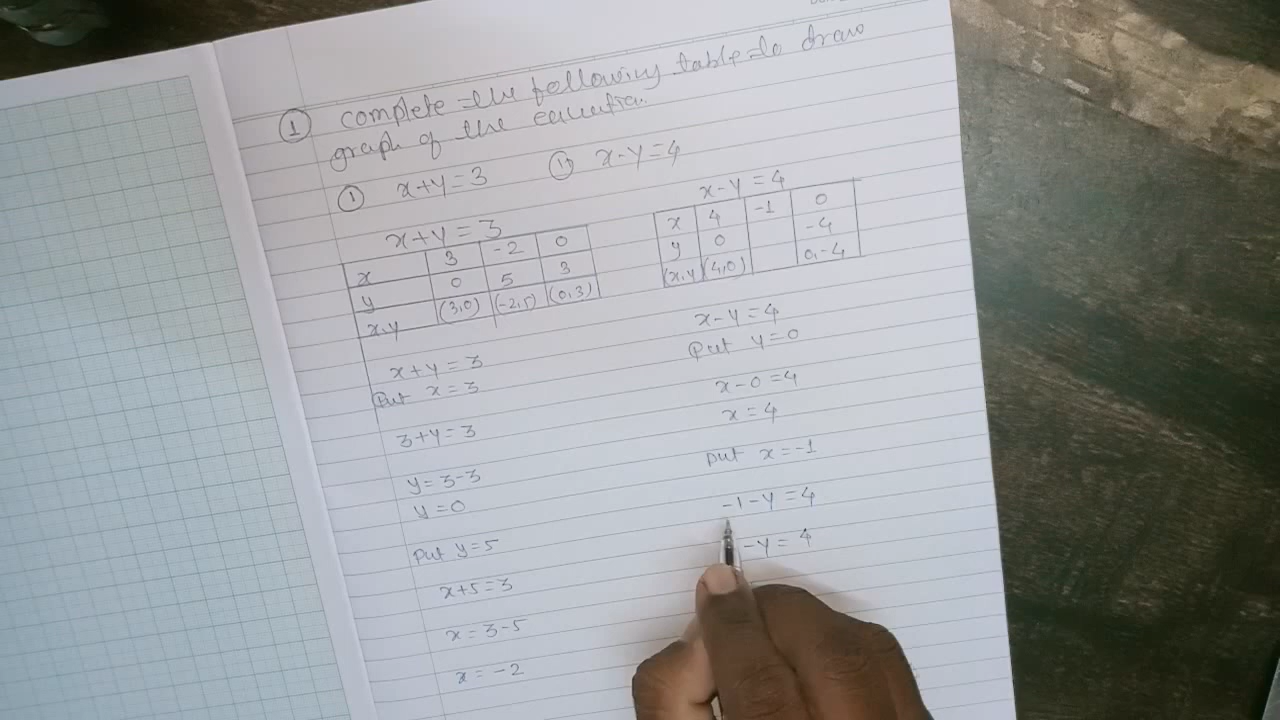 ① complete the following table to draw
graph of the equation.
① x+y=3 ⑪ x-y=4
x+y=3
x 3 -2 0
y 0 5 3
x,y (3,0) (-2,5) (0,3)
x+y=3
Put x=3
3+y=3
y=3-3
y=0
Put y=5
x+5=3
x=3-5
x=-2
x-y=4
x 4 -1 0
y 0 -4
(x,y) (4,0) 0,-4
x-y=4
Put y=0
x-0=4
x=4
put x=-1
-1-y=4
-y=4